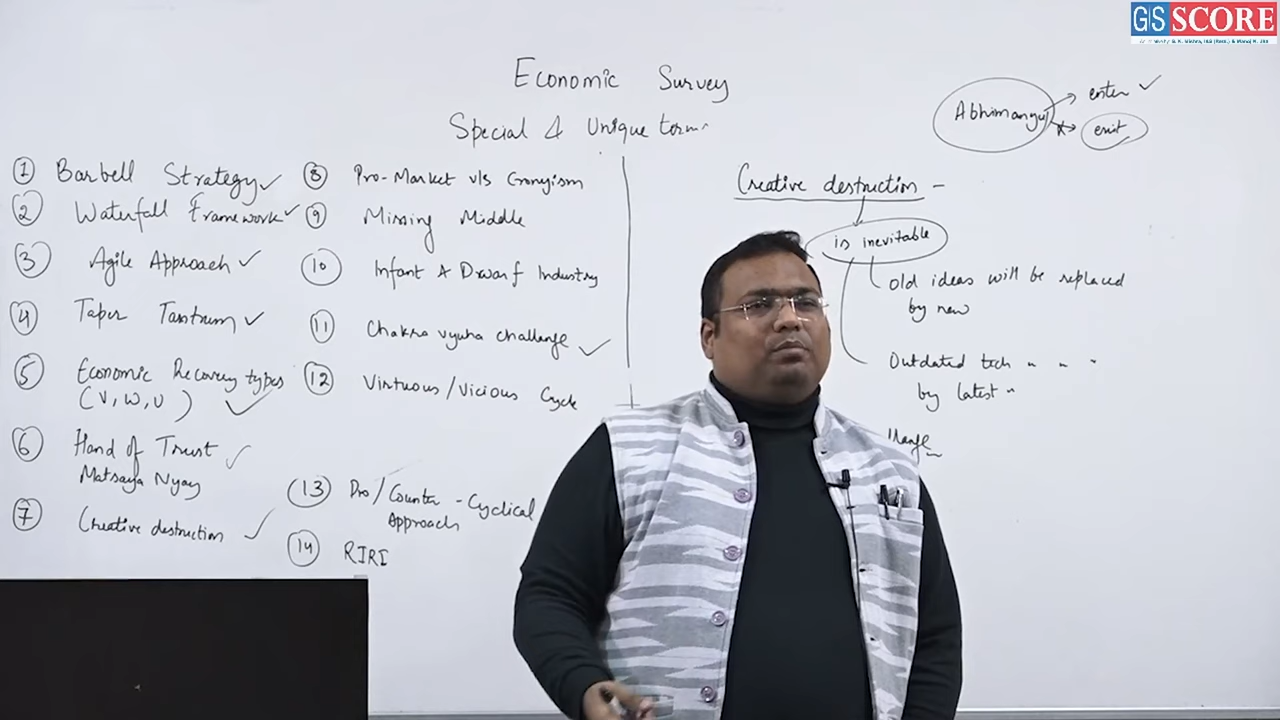 GS SCORE
Economic Survey
Special & Unique terms
① Barbell Strategy ✓
② Waterfall Framework ✓
③ Agile Approach ✓
④ Taper Tantrum ✓
⑤ Economic Recovery types
(V, W, U) ✓
⑥ Hand of Trust ✓
Matsaya Nyay
⑦ Creative destruction ✓
⑧ Pro-Market v/s Cronyism
⑨ Missing Middle
⑩ Infant & Dwarf Industry
⑪ Chakra vyuha challenge ✓
⑫ Virtuous/Vicious Cycle
⑬ Pro/Counter-Cyclical
Approach
⑭ RIRI
Abhimanyu
enter ✓
exit
Creative destruction -
is inevitable
Old ideas will be replaced
by new
Outdated tech " " "
by latest "